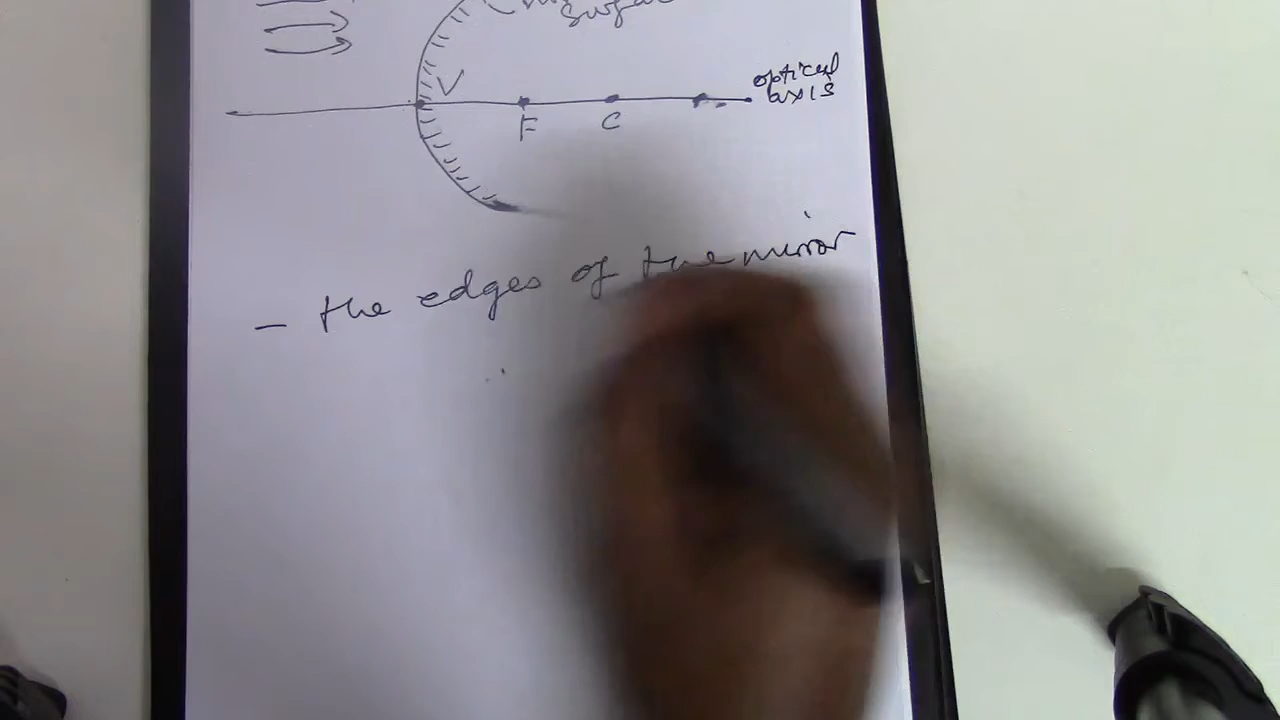 optical
axis
V
F C
- the edges of the mirror